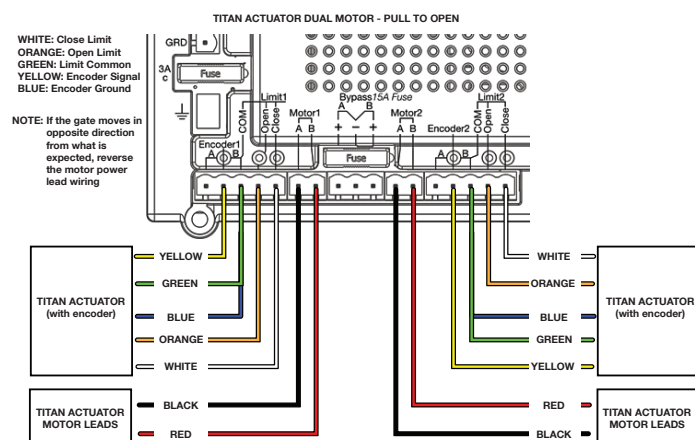 TITAN ACTUATOR DUAL MOTOR - PULL TO OPEN
WHITE: Close Limit
ORANGE: Open Limit
GREEN: Limit Common
YELLOW: Encoder Signal
BLUE: Encoder Ground
NOTE: If the gate moves in
opposite direction
from what is
expected, reverse
the motor power
lead wiring
GRD
3A
c
Fuse
Encoder1
A B
COM
Limit1
Open
Close
Motor1
A B
Bypass 15A Fuse
A B
+ – +
Fuse
Motor2
A B
Encoder2
A B
COM
Limit2
Open
Close
YELLOW
GREEN
BLUE
ORANGE
WHITE
BLACK
RED
TITAN ACTUATOR
(with encoder)
TITAN ACTUATOR
MOTOR LEADS
WHITE
ORANGE
BLUE
GREEN
YELLOW
RED
BLACK
TITAN ACTUATOR
(with encoder)
TITAN ACTUATOR
MOTOR LEADS